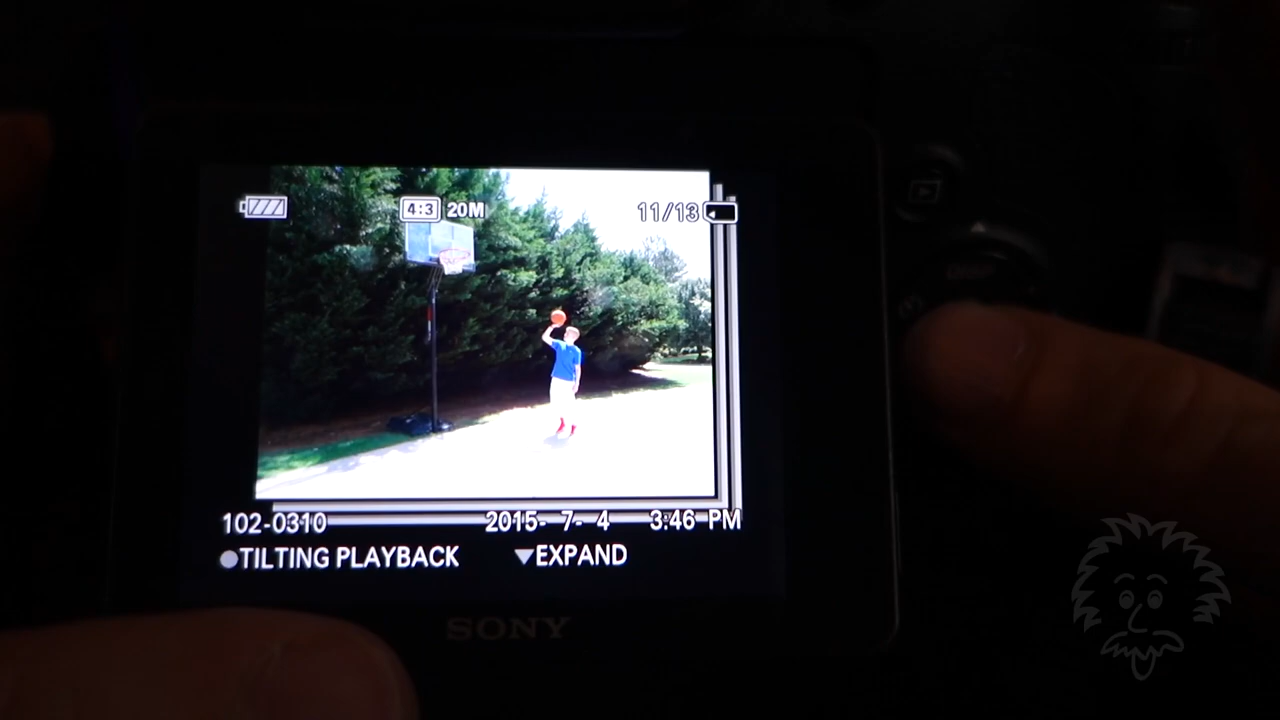 4:3 20M 11/13
102-0310 2015- 7- 4 3:46 PM
●TILTING PLAYBACK ▼EXPAND
SONY